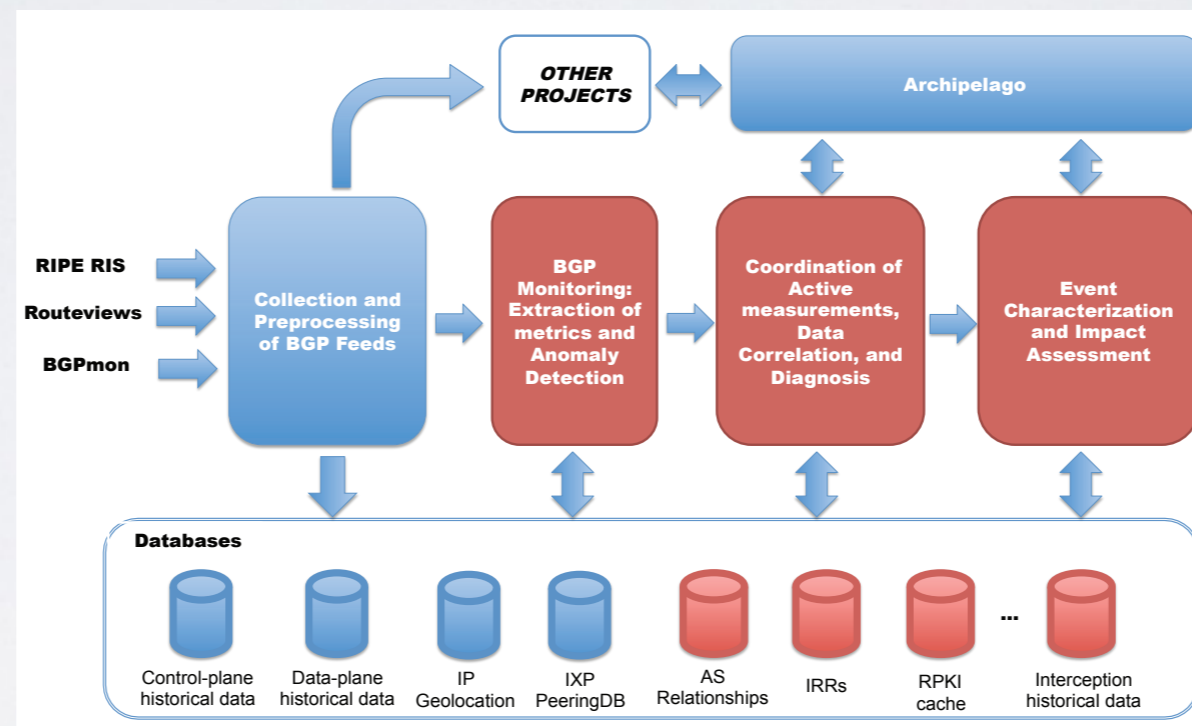 OTHER
PROJECTS
Archipelago
RIPE RIS
Routeviews
BGPmon
Collection and
Preprocessing
of BGP Feeds
BGP
Monitoring:
Extraction of
metrics and
Anomaly
Detection
Coordination of
Active
measurements,
Data
Correlation, and
Diagnosis
Event
Characterization
and Impact
Assessment
Databases
Control-plane
historical data
Data-plane
historical data
IP
Geolocation
IXP
PeeringDB
AS
Relationships
IRRs
RPKI
cache
...
Interception
historical data